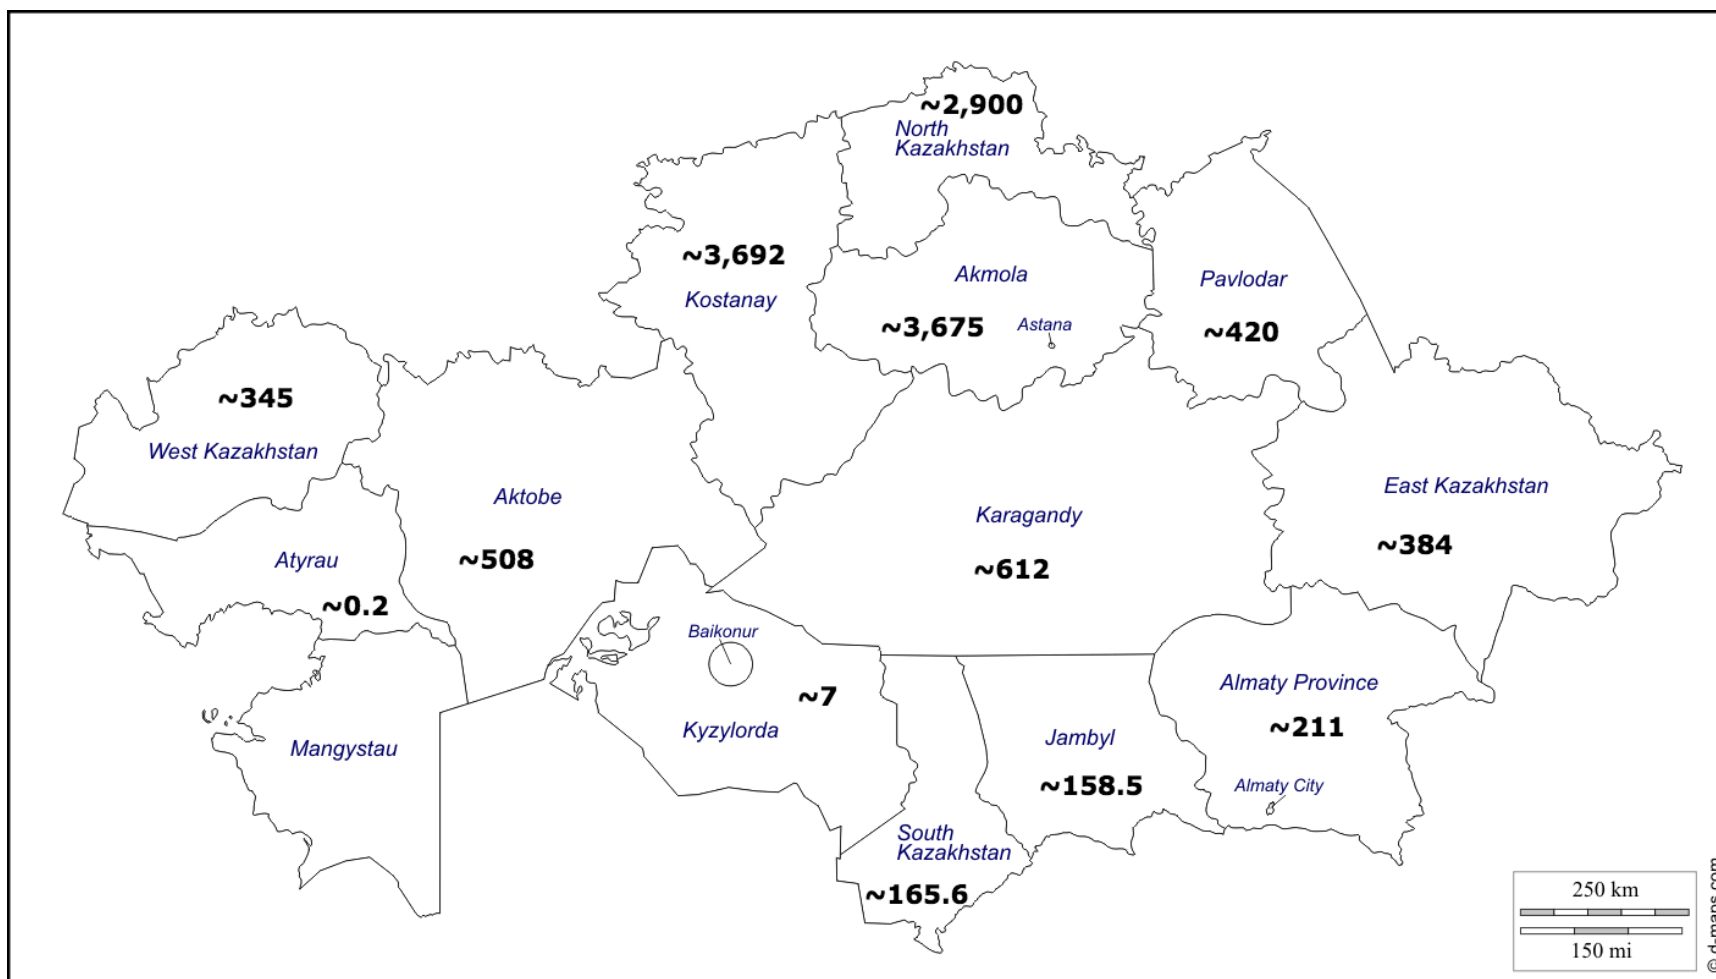 ~2,900
North
Kazakhstan
~3,692
Kostanay
Akmola
~3,675
Astana
Pavlodar
~420
~345
West Kazakhstan
Aktobe
~508
Karagandy
~612
East Kazakhstan
~384
Atyrau
~0.2
Baikonur
~7
Kyzylorda
Mangystau
Almaty Province
~211
Almaty City
Jambyl
~158.5
South
Kazakhstan
~165.6
250 km
150 mi
© d-maps.com